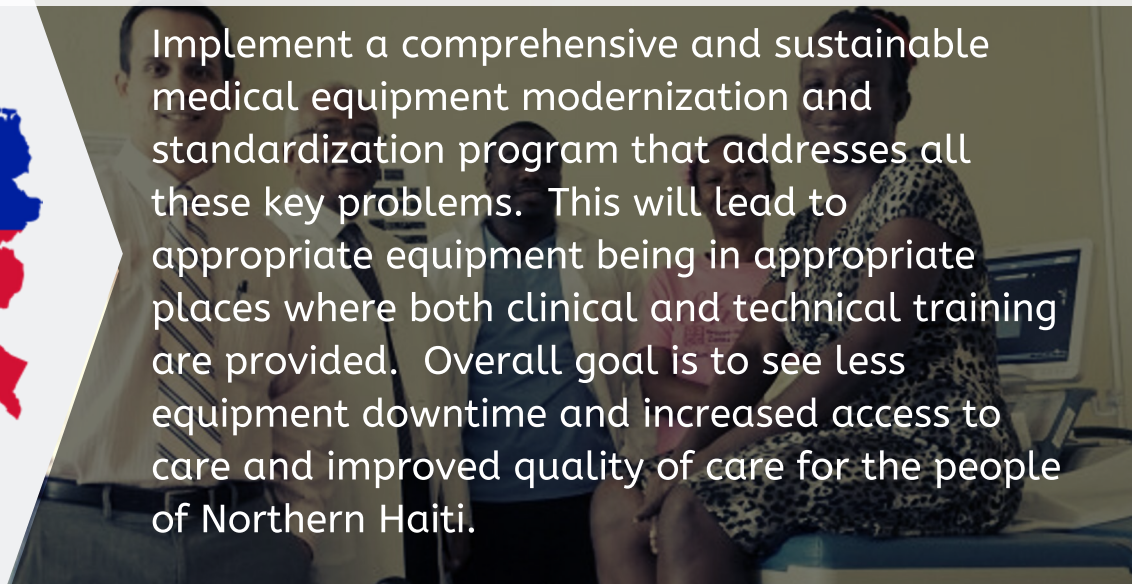 Implement a comprehensive and sustainable
medical equipment modernization and
standardization program that addresses all
these key problems.  This will lead to
appropriate equipment being in appropriate
places where both clinical and technical training
are provided.  Overall goal is to see less
equipment downtime and increased access to
care and improved quality of care for the people
of Northern Haiti.